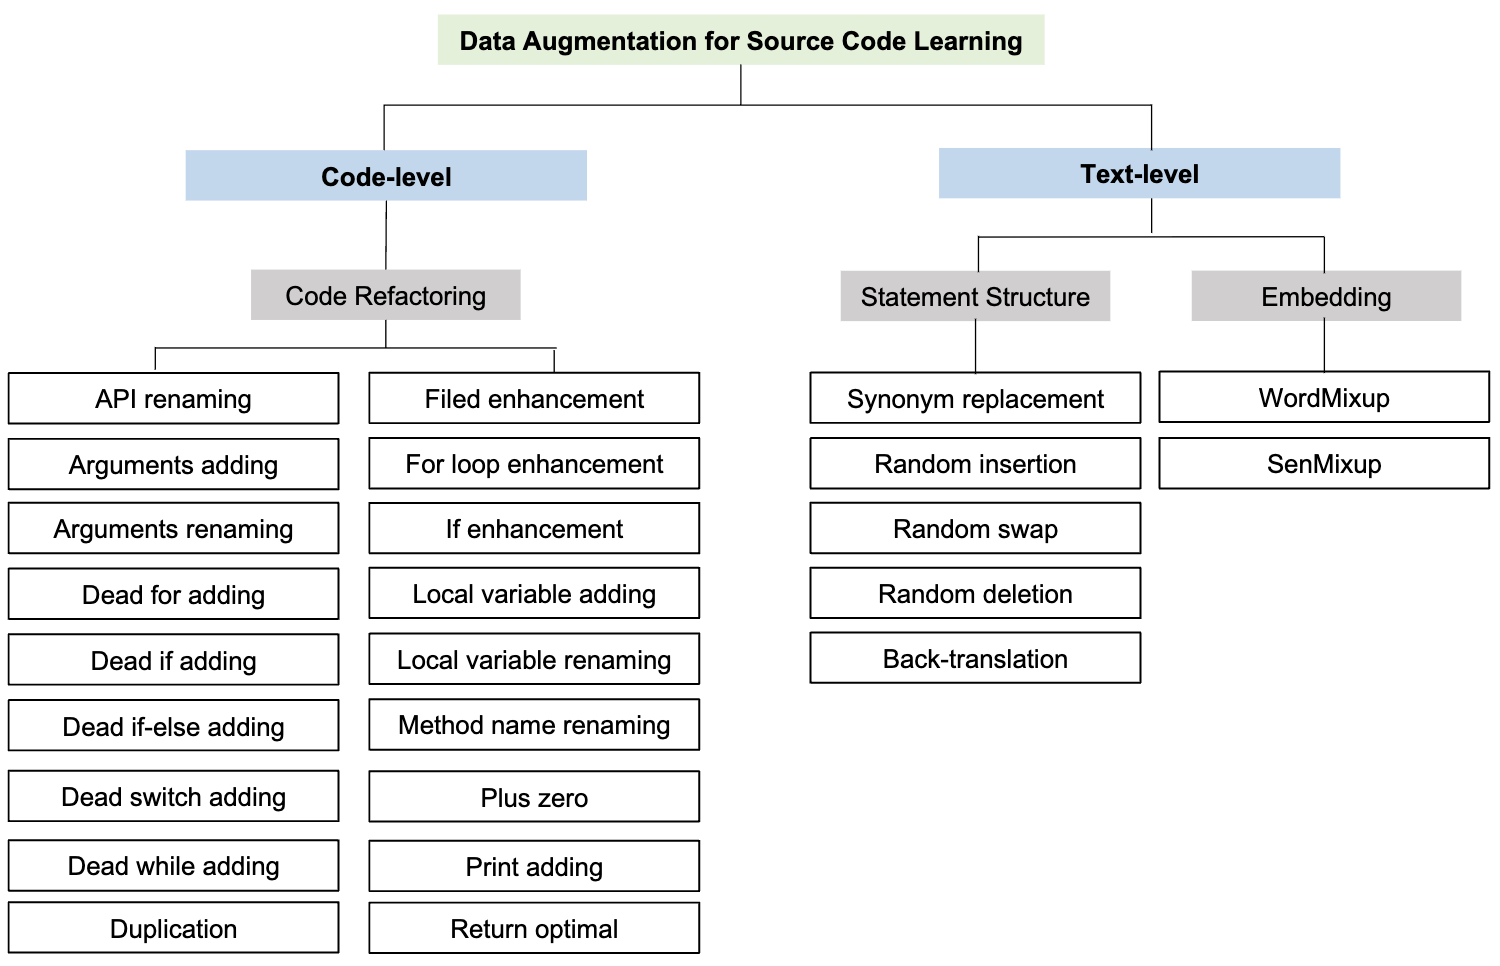 Data Augmentation for Source Code Learning
Code-level
Text-level
Code Refactoring
Statement Structure
Embedding
API renaming
Arguments adding
Arguments renaming
Dead for adding
Dead if adding
Dead if-else adding
Dead switch adding
Dead while adding
Duplication
Filed enhancement
For loop enhancement
If enhancement
Local variable adding
Local variable renaming
Method name renaming
Plus zero
Print adding
Return optimal
Synonym replacement
Random insertion
Random swap
Random deletion
Back-translation
WordMixup
SenMixup